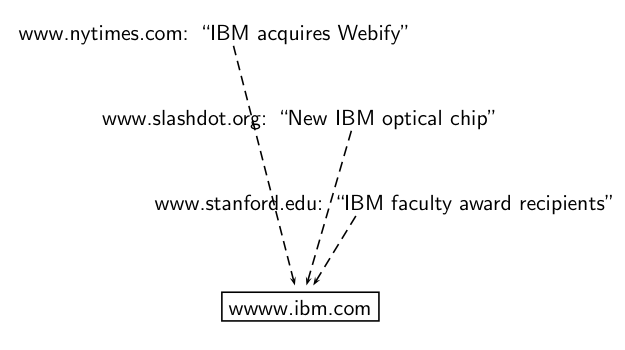 www.nytimes.com: “IBM acquires Webify”
www.slashdot.org: “New IBM optical chip”
www.stanford.edu: “IBM faculty award recipients”
wwww.ibm.com